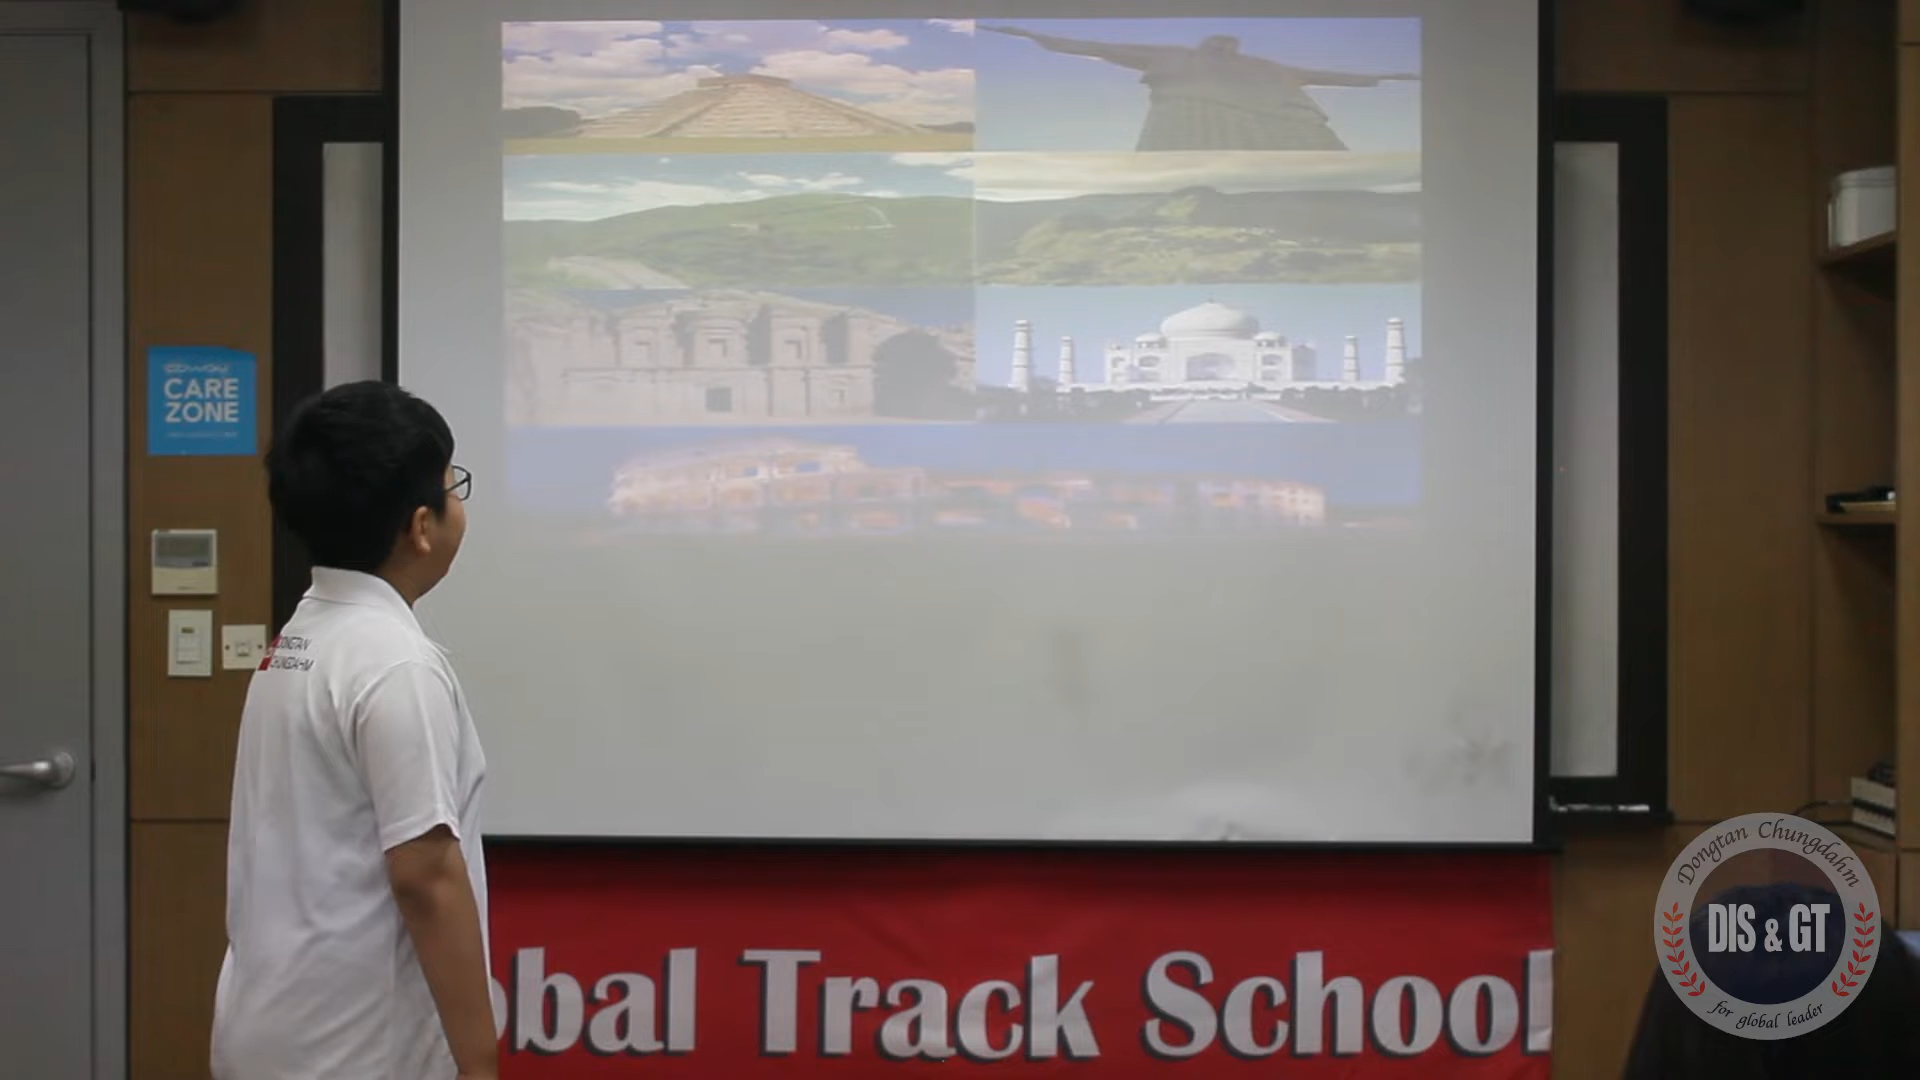 CARE
ZONE
DONGTAN
CHUNGDAHM
obal Track School
Dongtan Chungdahm
DIS & GT
for global leader